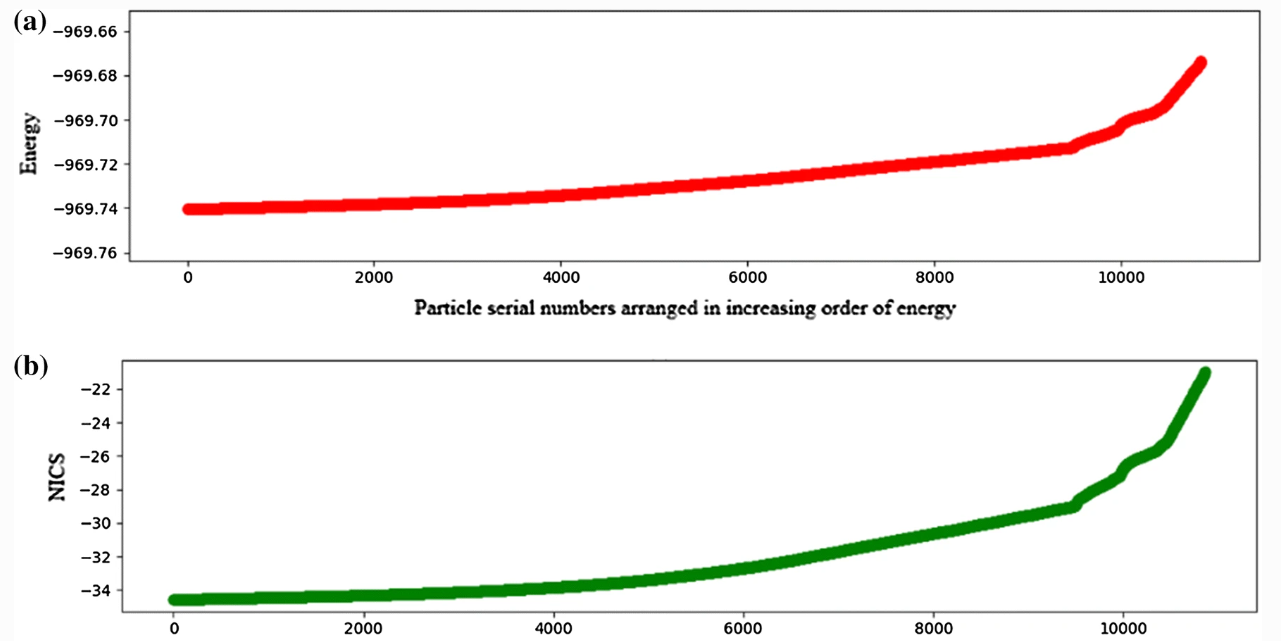 (a)
Energy
−969.66
−969.68
−969.70
−969.72
−969.74
−969.76
0 2000 4000 6000 8000 10000
Particle serial numbers arranged in increasing order of energy
(b)
NICS
−22
−24
−26
−28
−30
−32
−34
0 2000 4000 6000 8000 10000